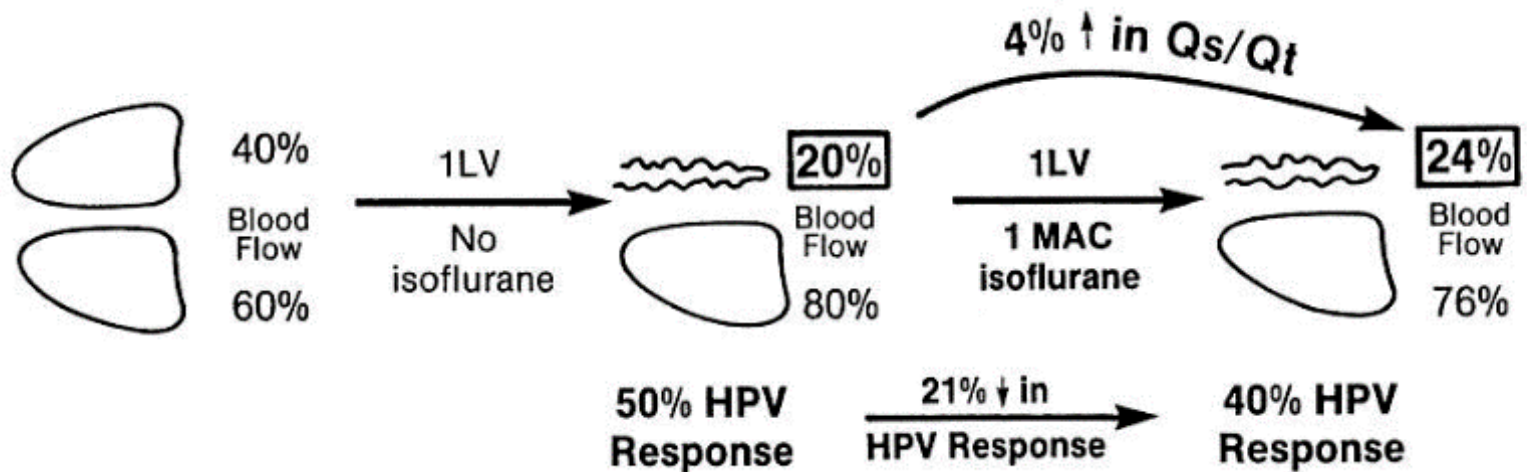 4% ↑ in Qs/Qt
40%
Blood
Flow
60%
1LV
No
isoflurane
20%
Blood
Flow
80%
1LV
1 MAC
isoflurane
24%
Blood
Flow
76%
50% HPV
Response
21% ↓ in
HPV Response
40% HPV
Response